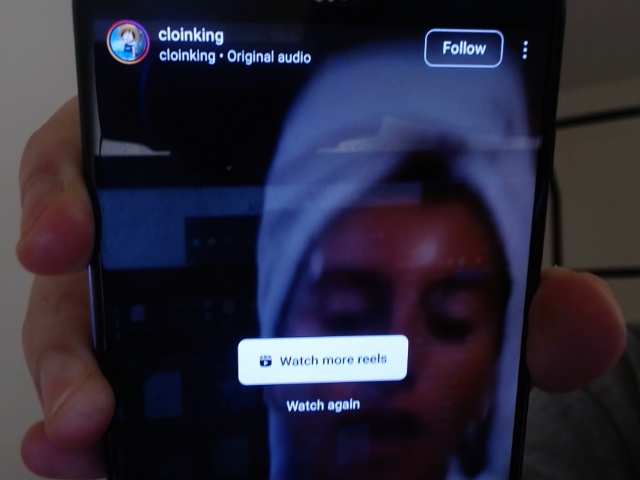 cloinking
cloinking • Original audio
Follow
Watch more reels
Watch again